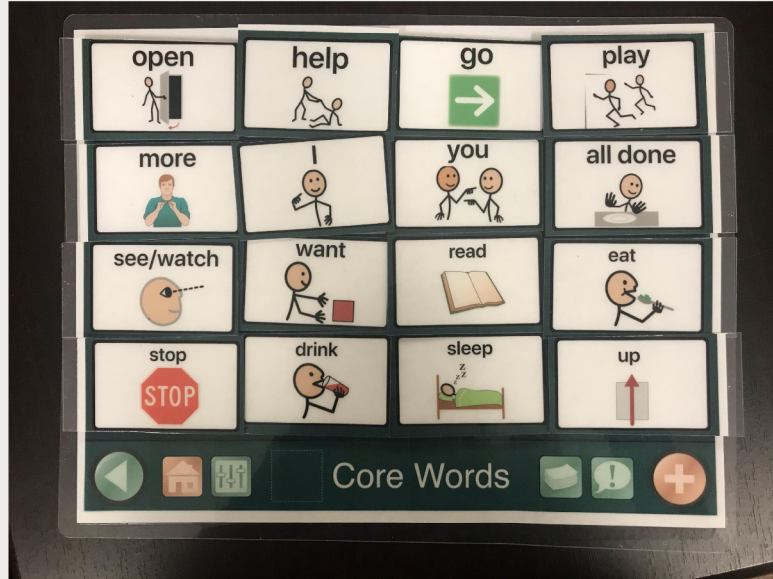 open help go play
more I you all done
see/watch want read eat
stop drink sleep up
STOP
z z z
Core Words